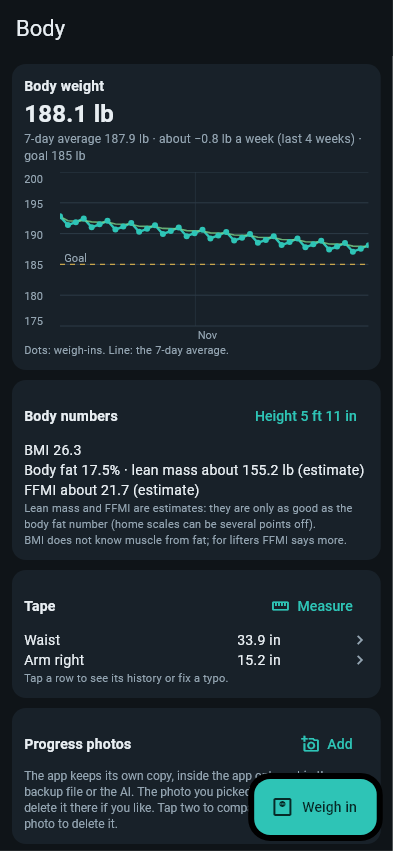 Body
Body weight
188.1 lb
7-day average 187.9 lb · about −0.8 lb a week (last 4 weeks) ·
goal 185 lb
200
195
190
185
180
175
Goal
Nov
Dots: weigh-ins. Line: the 7-day average.
Body numbers
Height 5 ft 11 in
BMI 26.3
Body fat 17.5% · lean mass about 155.2 lb (estimate)
FFMI about 21.7 (estimate)
Lean mass and FFMI are estimates: they are only as good as the
body fat number (home scales can be several points off).
BMI does not know muscle from fat; for lifters FFMI says more.
Tape
Measure
Waist 33.9 in
Arm right 15.2 in
Tap a row to see its history or fix a typo.
Progress photos
Add
The app keeps its own copy, inside the app
backup file or the AI. The photo you picked
delete it there if you like. Tap two to
photo to delete it.
Weigh in